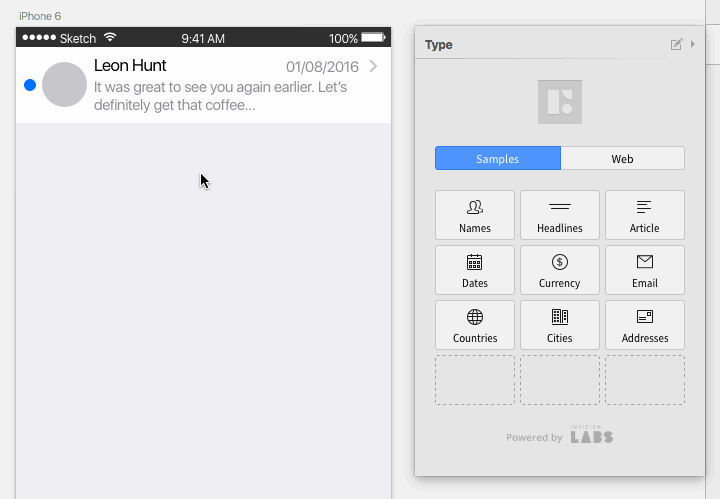 iPhone 6
Sketch 9:41 AM 100%
Leon Hunt 01/08/2016
It was great to see you again earlier. Let's
definitely get that coffee...
Type
Samples Web
Names Headlines Article
Dates Currency Email
$
Countries Cities Addresses
INVISION
Powered by LABS